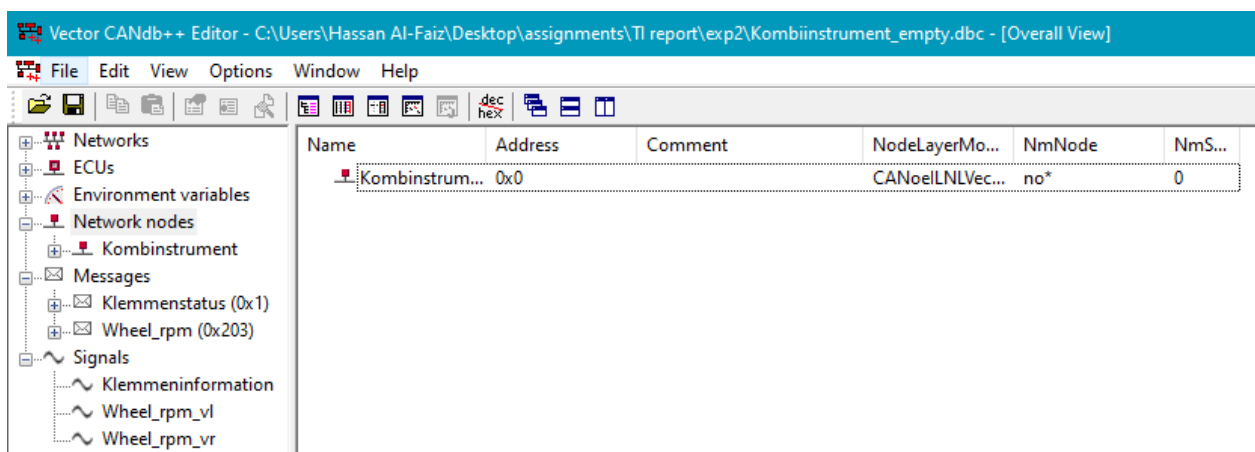 Vector CANdb++ Editor - C:\Users\Hassan Al-Faiz\Desktop\assignments\TI report\exp2\Kombiinstrument_empty.dbc - [Overall View]
File Edit View Options Window Help
dec
hex
Networks
ECUs
Environment variables
Network nodes
Kombinstrument
Messages
Klemmenstatus (0x1)
Wheel_rpm (0x203)
Signals
Klemmeninformation
Wheel_rpm_vl
Wheel_rpm_vr
Name Address Comment NodeLayerMo... NmNode NmS...
Kombinstrum... 0x0 CANoeILNLVec... no* 0